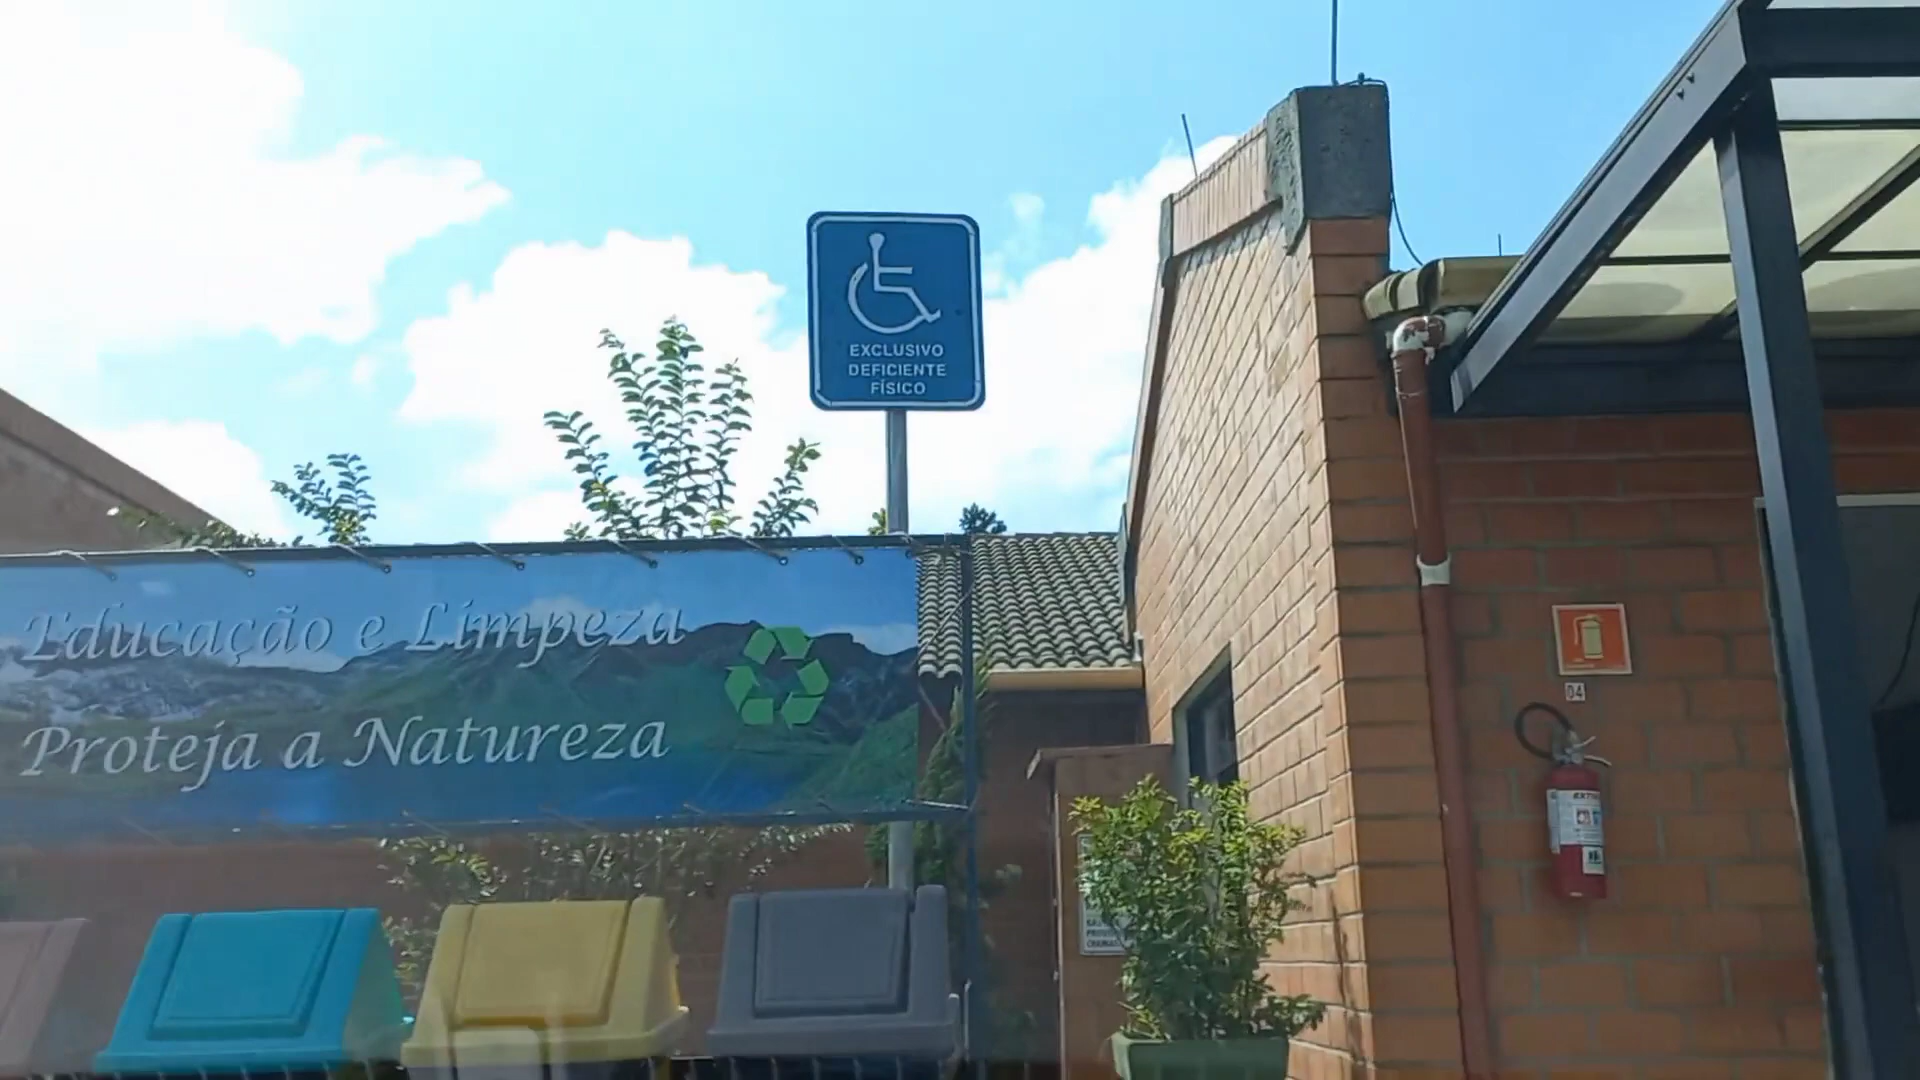 EXCLUSIVO
DEFICIENTE
FÍSICO
Educação e Limpeza
Proteja a Natureza
04